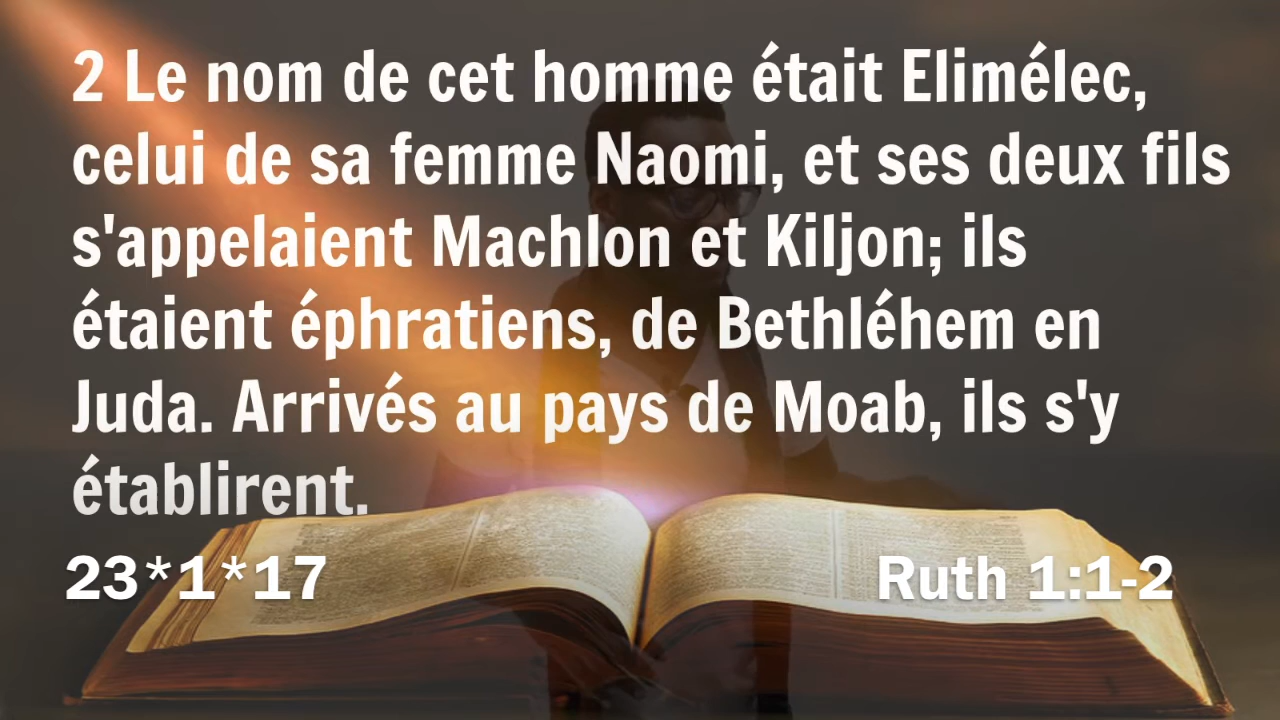 2 Le nom de cet homme était Elimélec,
celui de sa femme Naomi, et ses deux fils
s'appelaient Machlon et Kiljon; ils
étaient éphratiens, de Bethléhem en
Juda. Arrivés au pays de Moab, ils s'y
établirent.
23*1*17
Ruth 1:1-2